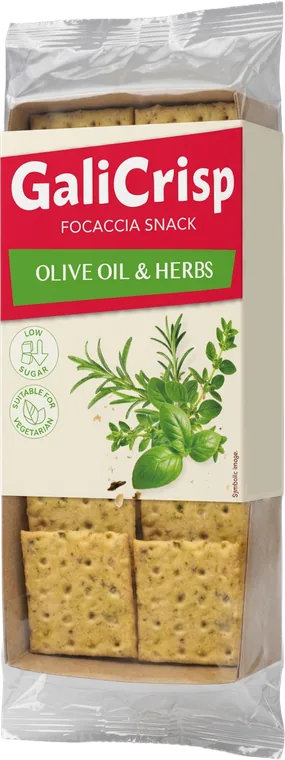 GaliCrisp
FOCACCIA SNACK
OLIVE OIL & HERBS
LOW
SUGAR
SUITABLE FOR
VEGETARIAN
Symbolic image.